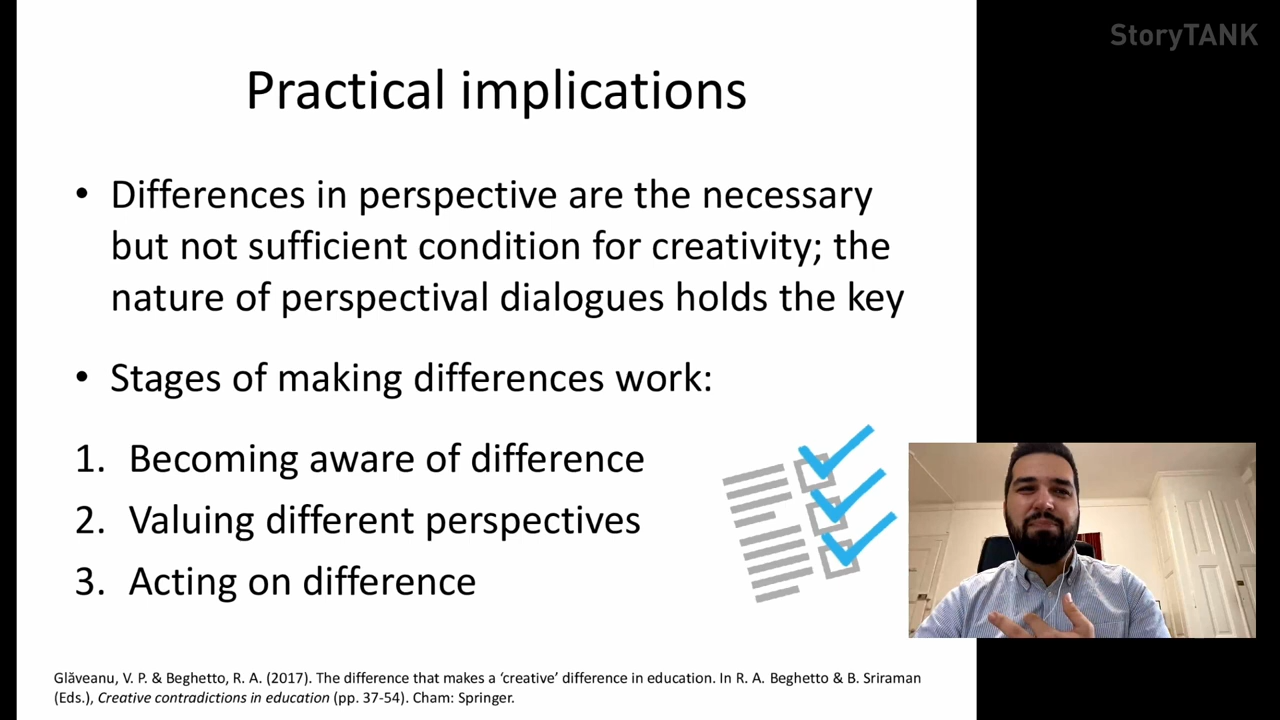 StoryTANK
Practical implications
• Differences in perspective are the necessary
but not sufficient condition for creativity; the
nature of perspectival dialogues holds the key
• Stages of making differences work:
1. Becoming aware of difference
2. Valuing different perspectives
3. Acting on difference
Glăveanu, V. P. & Beghetto, R. A. (2017). The difference that makes a ‘creative’ difference in education. In R. A. Beghetto & B. Sriraman
(Eds.), Creative contradictions in education (pp. 37-54). Cham: Springer.